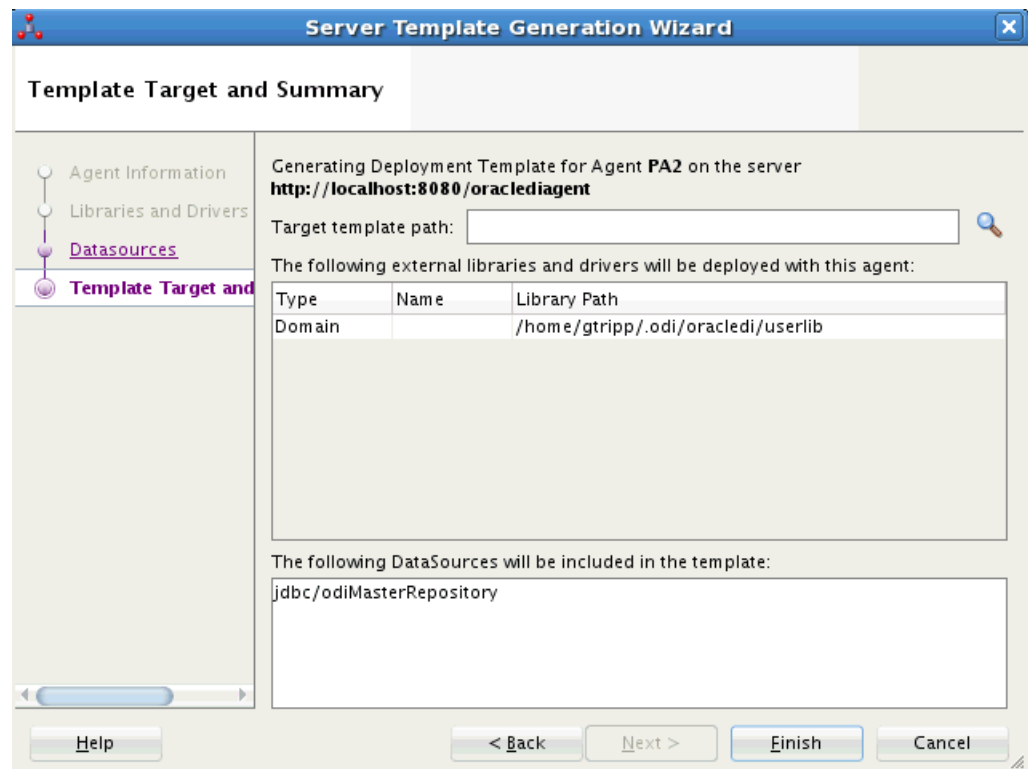 Server Template Generation Wizard
Template Target and Summary
Agent Information
Libraries and Drivers
Datasources
Template Target and
Generating Deployment Template for Agent PA2 on the server
http://localhost:8080/oraclediagent
Target template path:
The following external libraries and drivers will be deployed with this agent:
Type Name Library Path
Domain /home/gtripp/.odi/oracledi/userlib
The following DataSources will be included in the template:
jdbc/odiMasterRepository
Help < Back Next > Finish Cancel